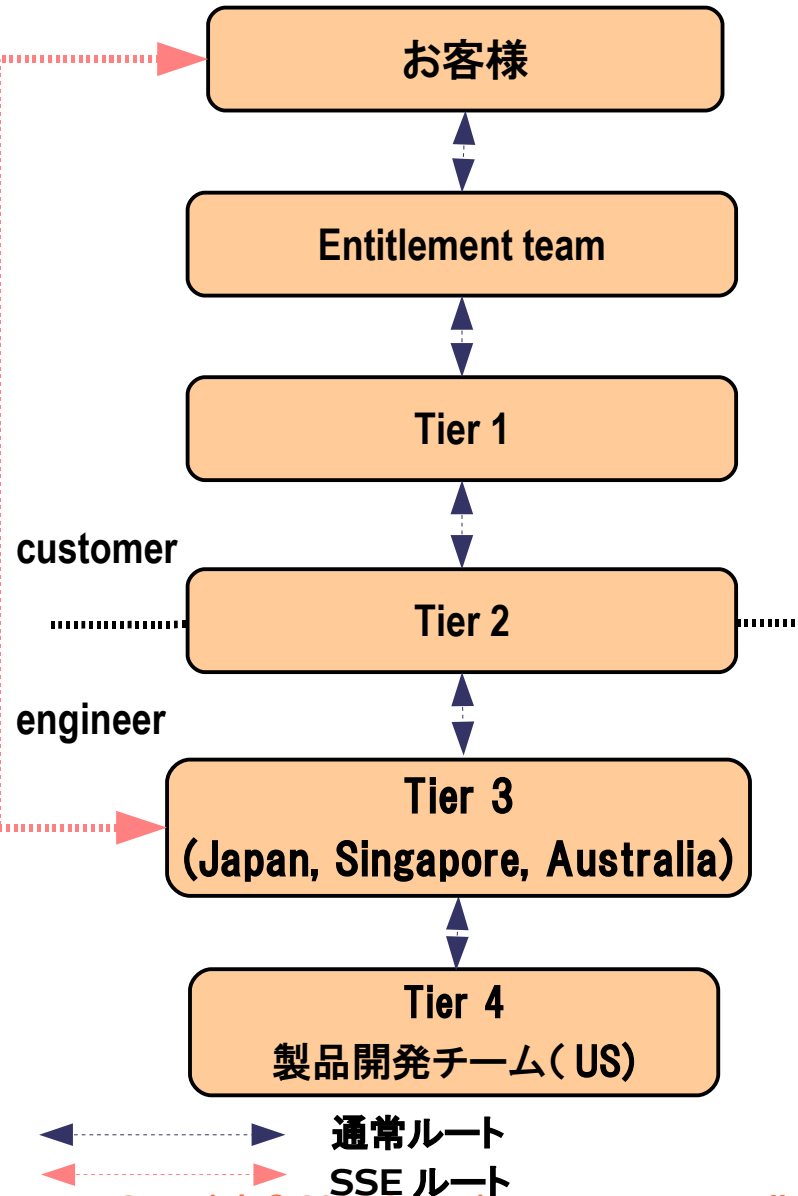 お客様
Entitlement team
Tier 1
customer
Tier 2
engineer
Tier 3
(Japan, Singapore, Australia)
Tier 4
製品開発チーム( US)
通常ルート
SSE ルート